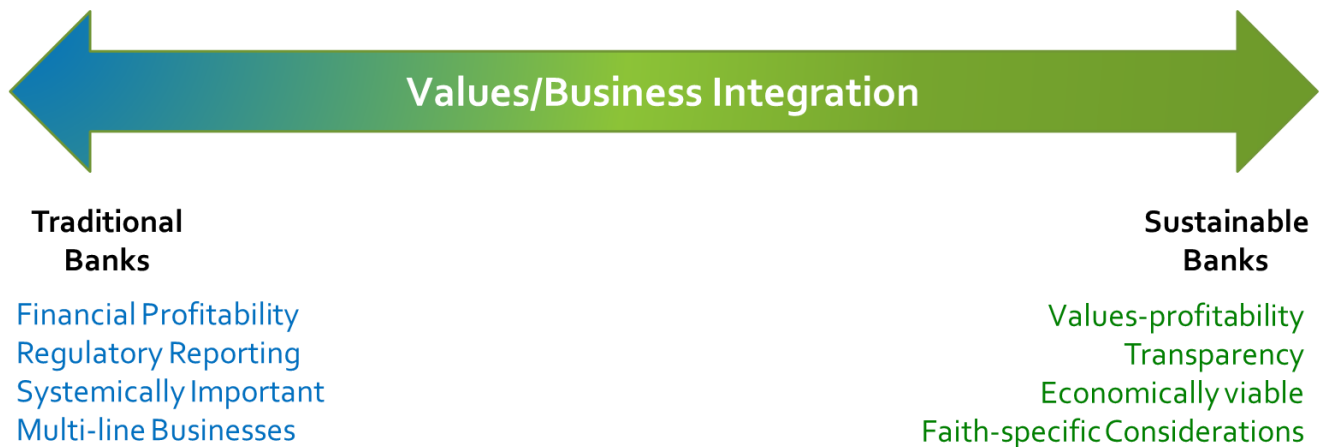 Values/Business Integration
Traditional
Banks
Financial Profitability
Regulatory Reporting
Systemically Important
Multi-line Businesses
Sustainable
Banks
Values-profitability
Transparency
Economically viable
Faith-specific Considerations